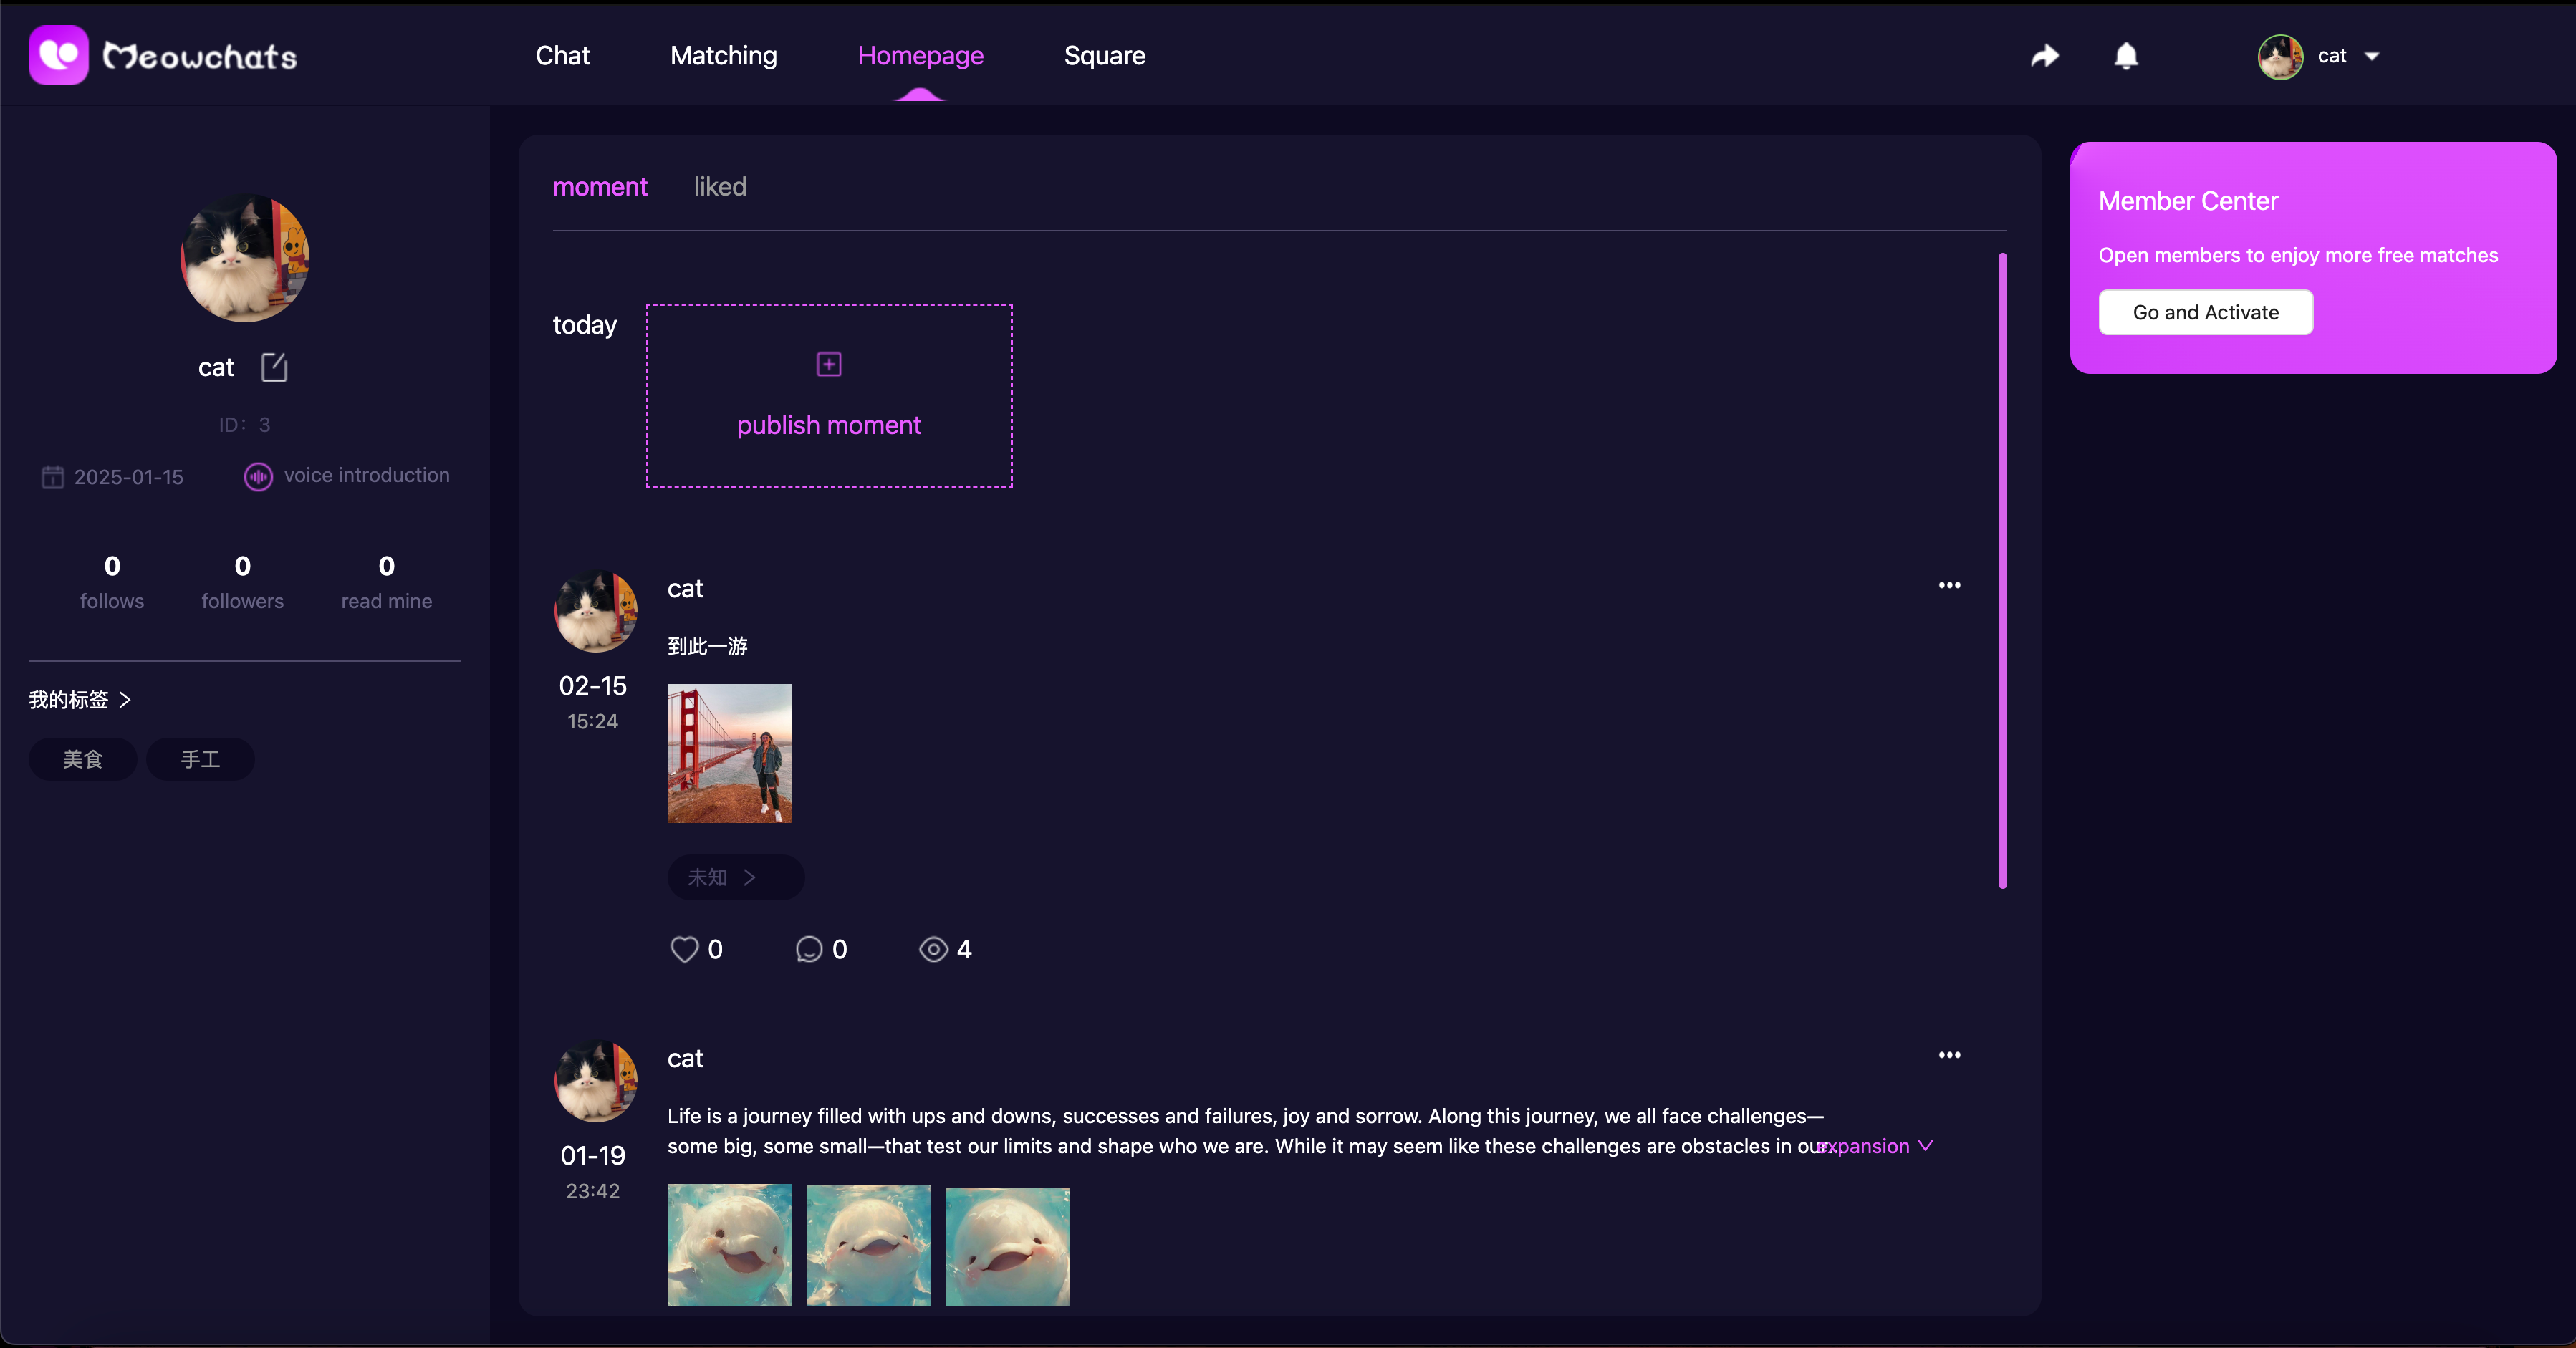 Meowchats
Chat
Matching
Homepage
Square
cat
cat
ID: 3
2025-01-15
voice introduction
0
follows
0
followers
0
read mine
我的标签 >
美食
手工
moment
liked
today
publish moment
cat
02-15
15:24
到此一游
未知 >
0
0
4
cat
01-19
23:42
Life is a journey filled with ups and downs, successes and failures, joy and sorrow. Along this journey, we all face challenges—
some big, some small—that test our limits and shape who we are. While it may seem like these challenges are obstacles in our...
expansion
Member Center
Open members to enjoy more free matches
Go and Activate